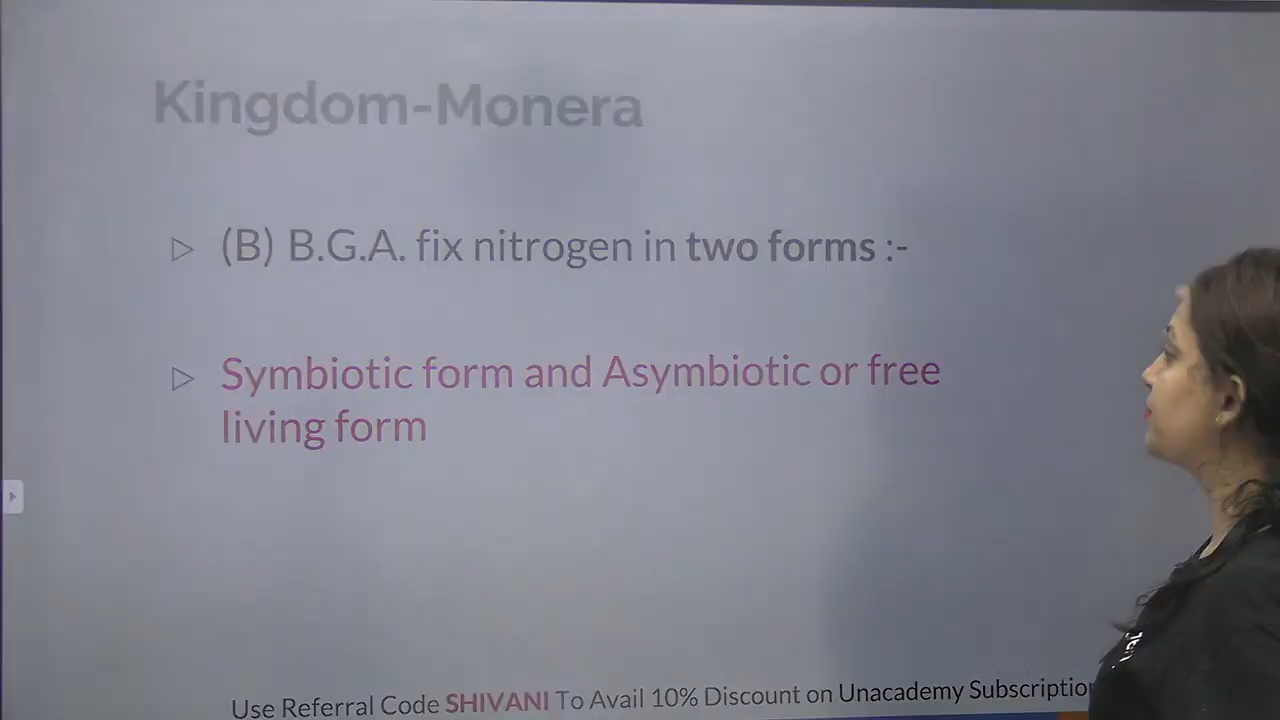 Kingdom-Monera
(B) B.G.A. fix nitrogen in two forms :-
Symbiotic form and Asymbiotic or free
living form
Use Referral Code SHIVANI To Avail 10% Discount on Unacademy Subscription